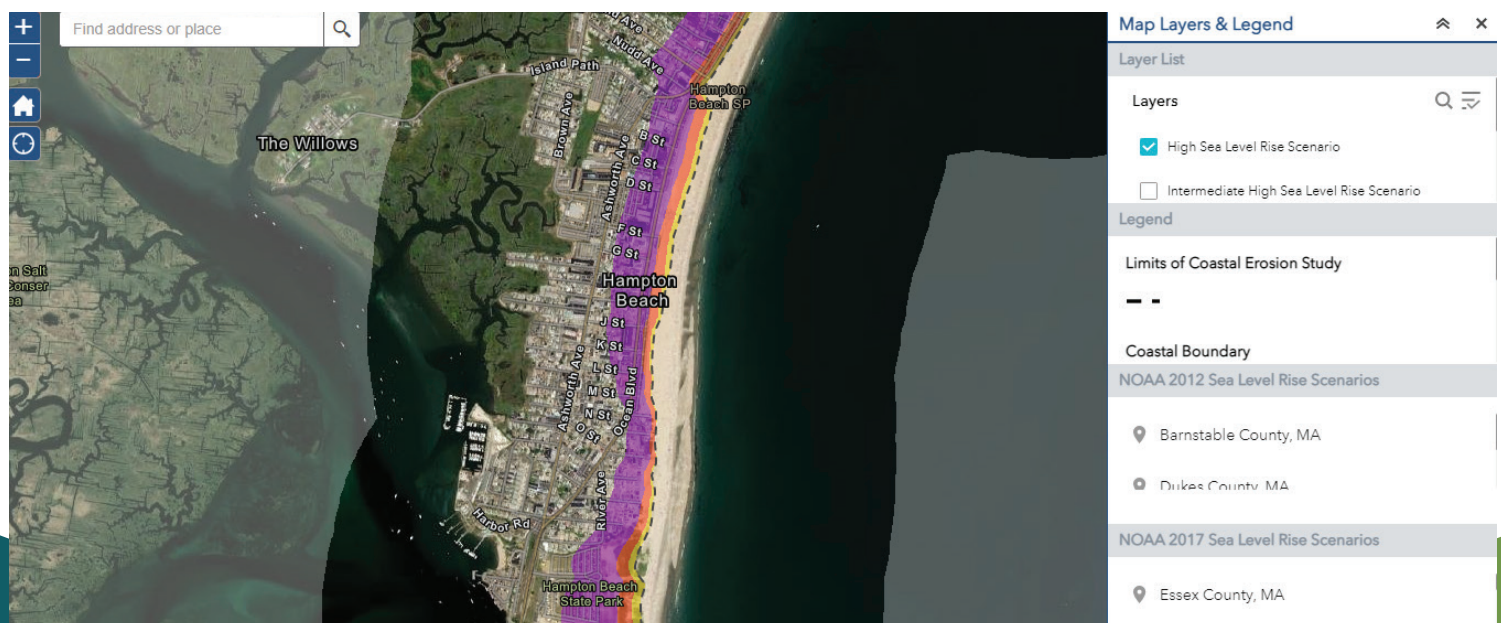 +
Find address or place
−
Nudd Ave
Island Path
Hampton
Beach SP
Brown Ave
The Willows
B St
C St
D St
Ashworth Ave
F St
G St
on Salt
Conser
ea
Hampton
Beach
J St
K St
L St
M St
N St
O St
Ashworth Ave
Ocean Blvd
River Ave
Harbor Rd
Hampton Beach
State Park
Map Layers & Legend
Layer List
Layers
High Sea Level Rise Scenario
Intermediate High Sea Level Rise Scenario
Legend
Limits of Coastal Erosion Study
Coastal Boundary
NOAA 2012 Sea Level Rise Scenarios
Barnstable County, MA
Dukes County, MA
NOAA 2017 Sea Level Rise Scenarios
Essex County, MA